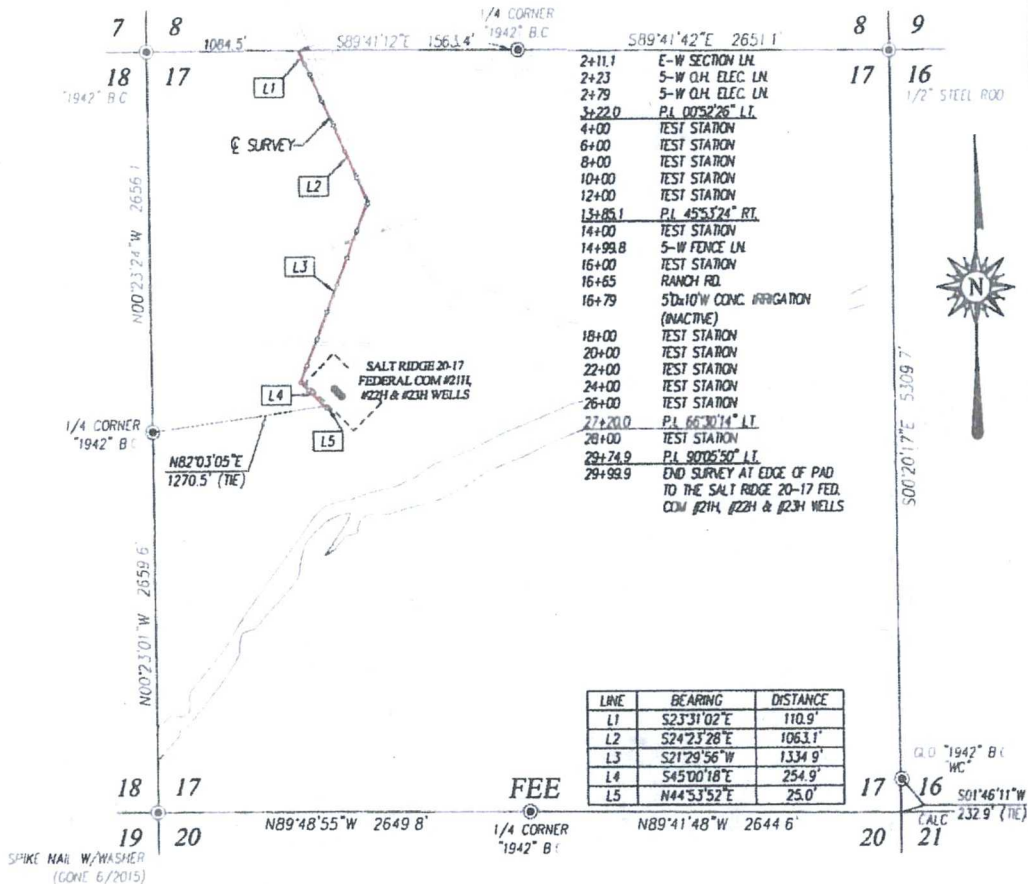 1/4 CORNER
"1942" B.C
7 8
8 9
1084.5'
S89°41'12"E 1563.4'
S89°41'42"E 2651.1'
18 17
17 16
"1942" B.C
1/2" STEEL ROD
L1
℄ SURVEY
L2
L3
N00°23'24"W 2656.1'
2+11.1 E-W SECTION LN.
2+23 5-W O.H. ELEC. LN.
2+79 5-W O.H. ELEC. LN.
3+22.0 P.I. 00°52'26" LT.
4+00 TEST STATION
6+00 TEST STATION
8+00 TEST STATION
10+00 TEST STATION
12+00 TEST STATION
13+85.1 P.I. 45°53'24" RT.
14+00 TEST STATION
14+99.8 5-W FENCE LN.
16+00 TEST STATION
16+65 RANCH RD.
16+79 5'Dx10'W CONC. IRRIGATION
(INACTIVE)
18+00 TEST STATION
20+00 TEST STATION
22+00 TEST STATION
24+00 TEST STATION
26+00 TEST STATION
27+20.0 P.I. 66°30'14" LT.
28+00 TEST STATION
29+74.9 P.I. 90°05'50" LT.
29+99.9 END SURVEY AT EDGE OF PAD
TO THE SALT RIDGE 20-17 FED.
COM #21H, #22H & #23H WELLS
N
S00°20'17"E 5309.7'
SALT RIDGE 20-17
FEDERAL COM #21H,
#22H & #23H WELLS
L4
L5
1/4 CORNER
"1942" B.C
N82°03'05"E
1270.5' (TIE)
N00°23'01"W 2659.6'
LINE BEARING DISTANCE
L1 S23°31'02"E 110.9'
L2 S24°23'28"E 1063.1'
L3 S21°29'56"W 1334.9'
L4 S45°00'18"E 254.9'
L5 N44°53'52"E 25.0'
"1942" B.C
"WC"
18 17
FEE
17 16
S01°46'11"W
232.9' (TIE)
CALC
19 20
N89°48'55"W 2649.8'
1/4 CORNER
"1942" B.C
N89°41'48"W 2644.6'
20 21
SPIKE NAIL W/WASHER
(GONE 6/2015)